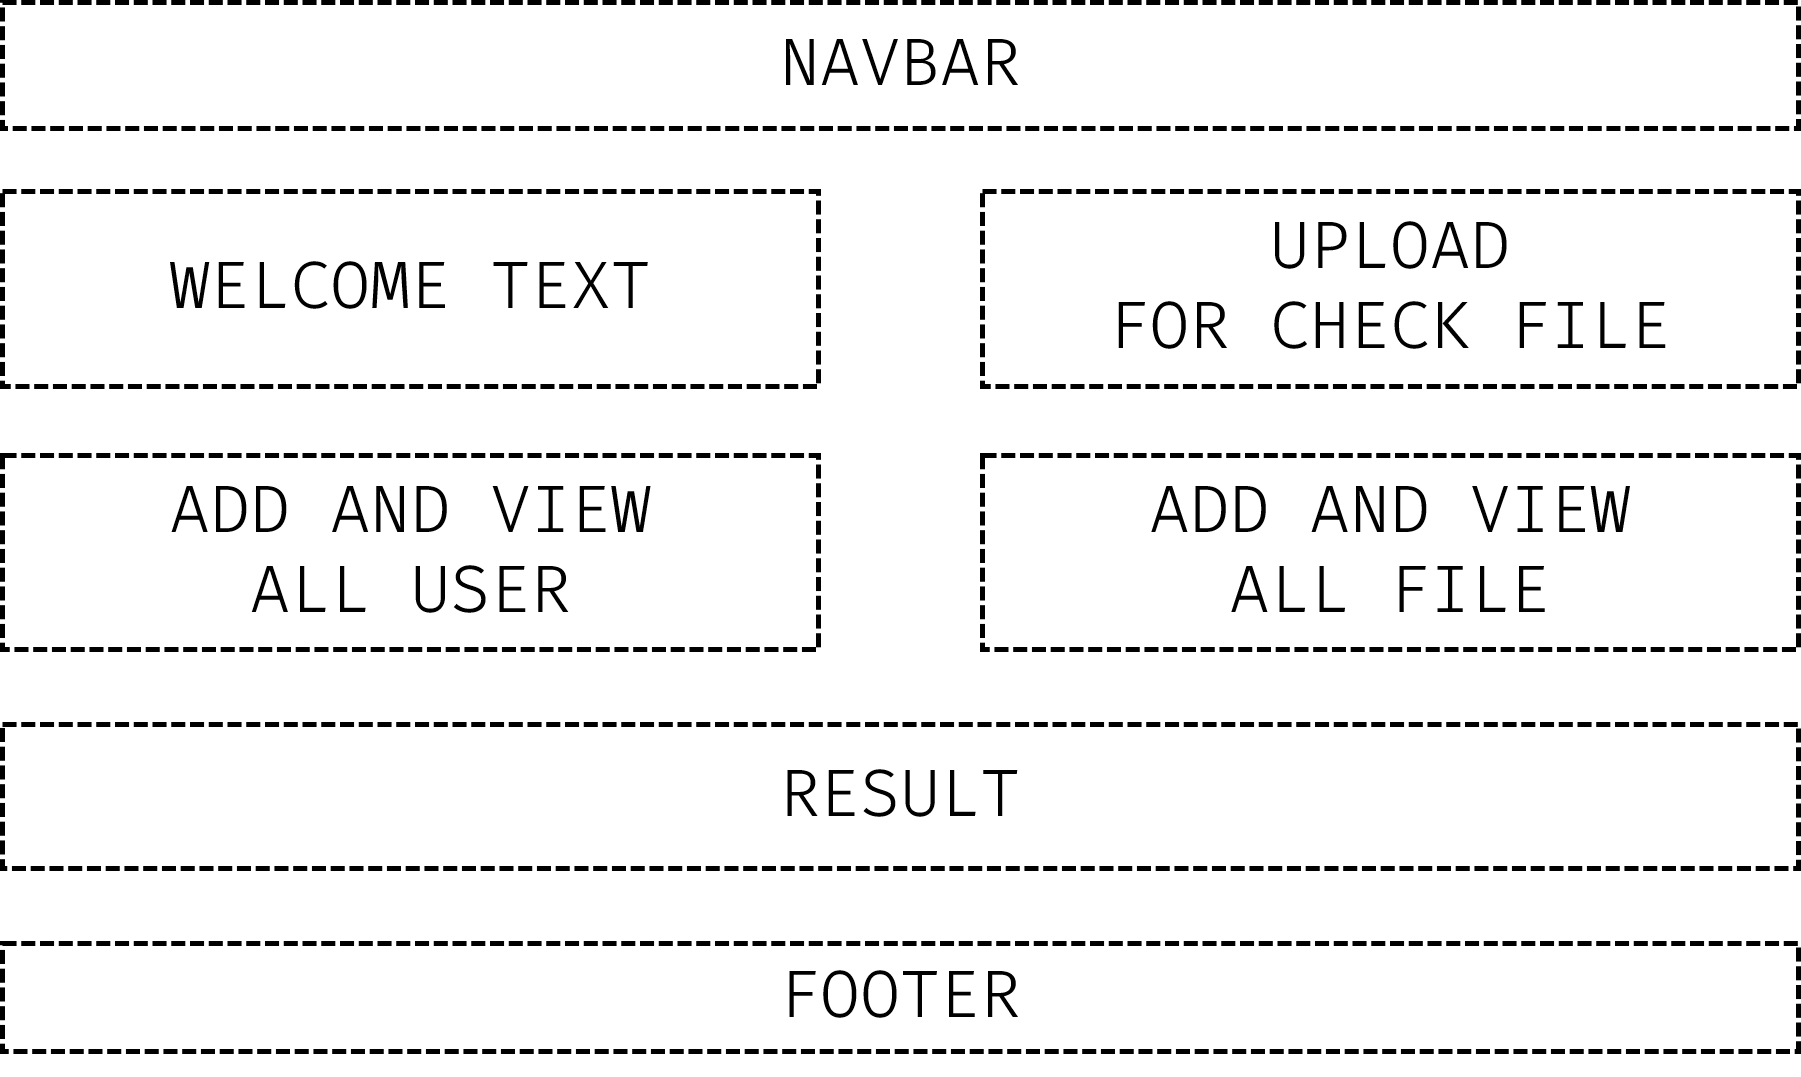 NAVBAR
WELCOME TEXT
UPLOAD
FOR CHECK FILE
ADD AND VIEW
ALL USER
ADD AND VIEW
ALL FILE
RESULT
FOOTER